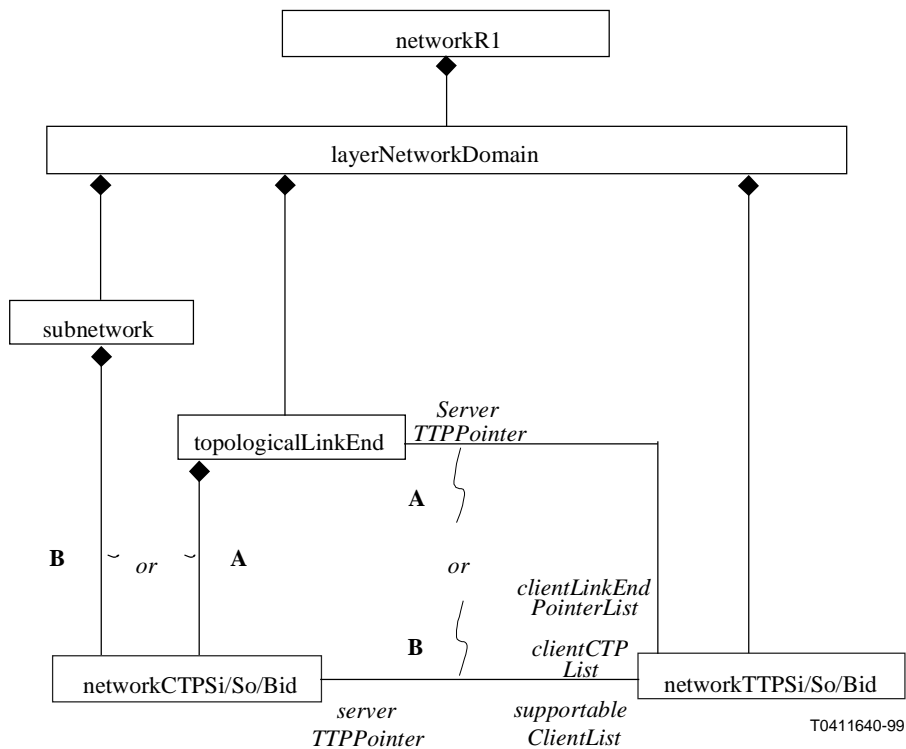 networkR1
layerNetworkDomain
subnetwork
topologicalLinkEnd
Server
TTPPointer
A
B
or
A
or
clientLinkEnd
PointerList
B
clientCTP
List
networkCTPSi/So/Bid
networkTTPSi/So/Bid
server
TTPPointer
supportable
ClientList
T0411640-99